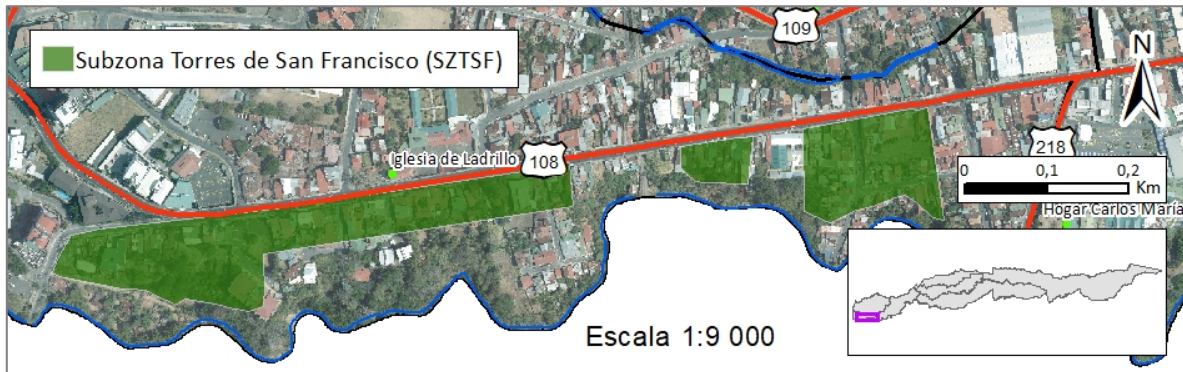 109
Subzona Torres de San Francisco (SZTSF)
N
Iglesia de Ladrillo
108
218
0 0,1 0,2
Km
Hogar Carlos María
Escala 1:9 000